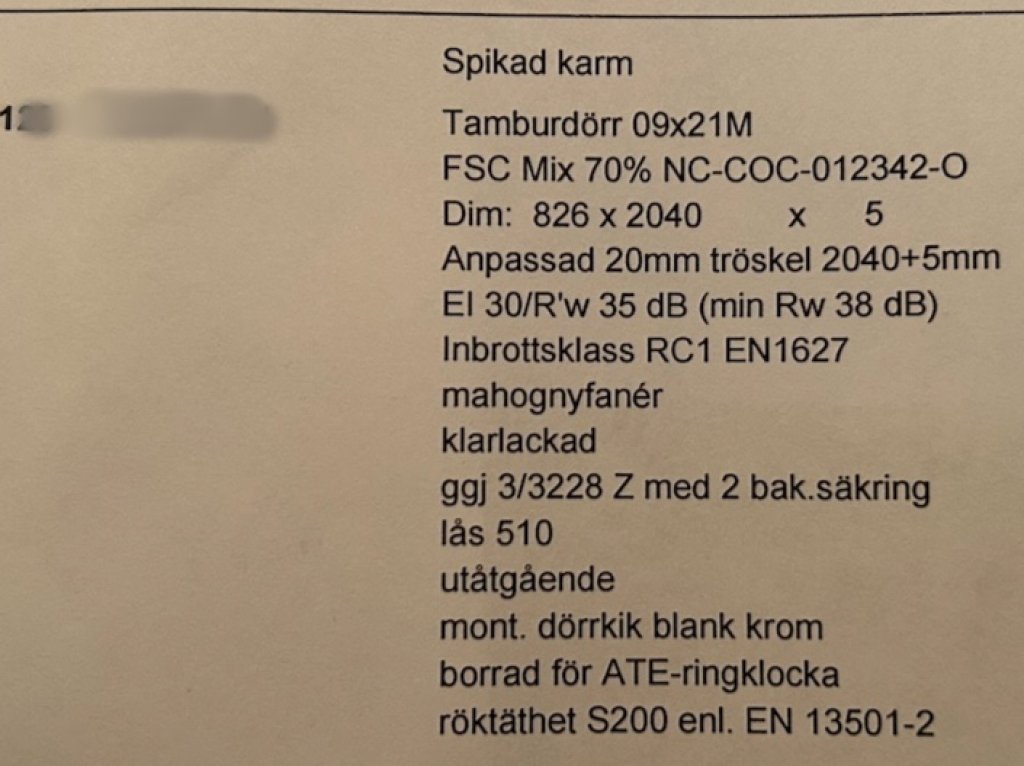 Spikad karm
Tamburdörr 09x21M
FSC Mix 70% NC-COC-012342-O
Dim: 826 x 2040 x 5
Anpassad 20mm tröskel 2040+5mm
EI 30/R'w 35 dB (min Rw 38 dB)
Inbrottsklass RC1 EN1627
mahognyfanér
klarlackad
ggj 3/3228 Z med 2 bak.säkring
lås 510
utåtgående
mont. dörrkik blank krom
borrad för ATE-ringklocka
röktäthet S200 enl. EN 13501-2